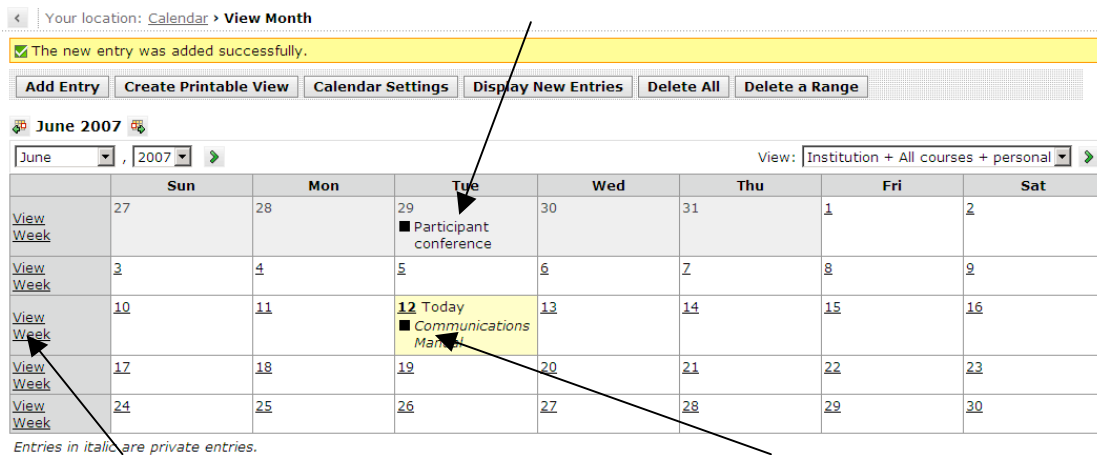 Your location: Calendar › View Month
The new entry was added successfully.
Add Entry Create Printable View Calendar Settings Display New Entries Delete All Delete a Range
June 2007
June , 2007 View: Institution + All courses + personal
Sun Mon Tue Wed Thu Fri Sat
View Week 27 28 29 30 31 1 2
Participant
conference
View Week 3 4 5 6 7 8 9
View Week 10 11 12 Today 13 14 15 16
Communications
Manual
View Week 17 18 19 20 21 22 23
View Week 24 25 26 27 28 29 30
Entries in italic are private entries.